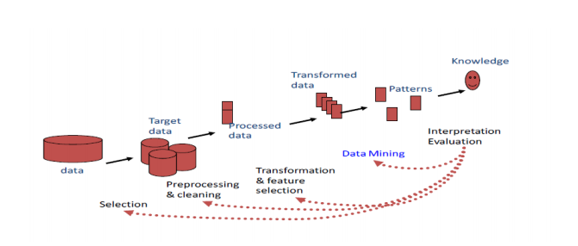 Knowledge
Transformed
data
Patterns
Target
data
Processed
data
Interpretation
Evaluation
Data Mining
data
Transformation
& feature
selection
Preprocessing
& cleaning
Selection